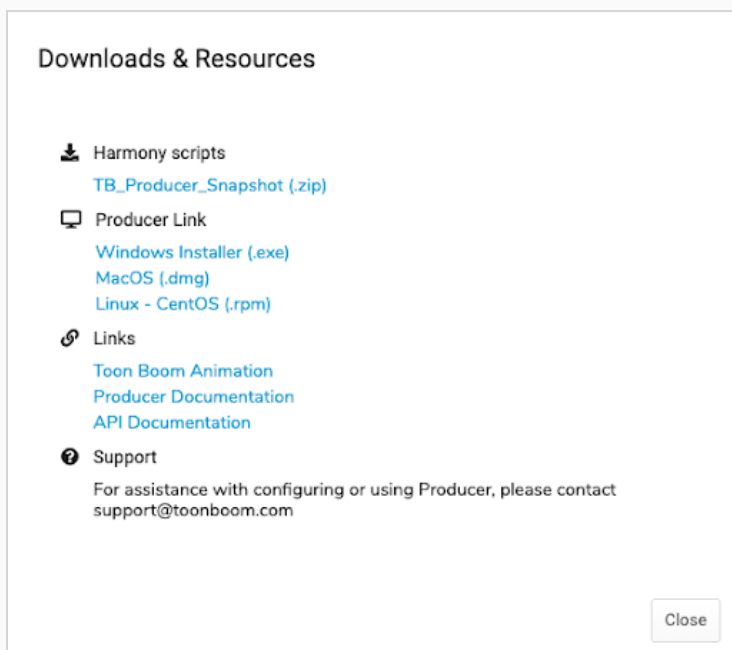 Downloads & Resources
Harmony scripts
TB_Producer_Snapshot (.zip)
Producer Link
Windows Installer (.exe)
MacOS (.dmg)
Linux - CentOS (.rpm)
Links
Toon Boom Animation
Producer Documentation
API Documentation
Support
For assistance with configuring or using Producer, please contact
support@toonboom.com
Close